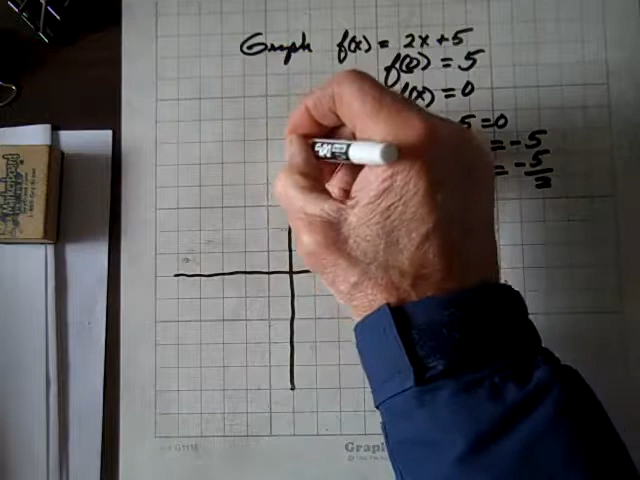 Graph f(x) = 2x + 5
f(0) = 5
f(x) = 0
5 = 0
= -5
= -5/2
Graph